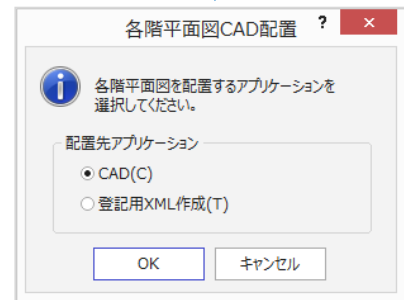 各階平面図CAD配置
?
×
各階平面図を配置するアプリケーションを
選択してください。
配置先アプリケーション
CAD(C)
登記用XML作成(T)
OK
キャンセル